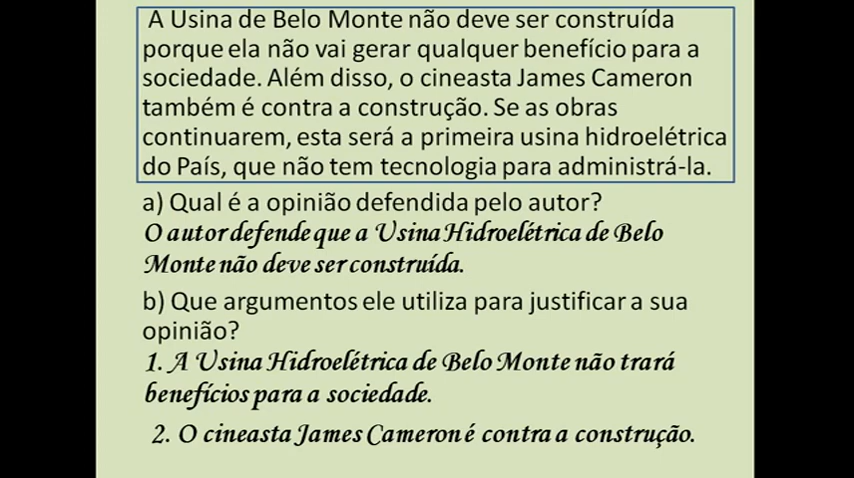 A Usina de Belo Monte não deve ser construída
porque ela não vai gerar qualquer benefício para a
sociedade. Além disso, o cineasta James Cameron
também é contra a construção. Se as obras
continuarem, esta será a primeira usina hidroelétrica
do País, que não tem tecnologia para administrá-la.
a) Qual é a opinião defendida pelo autor?
O autor defende que a Usina Hidroelétrica de Belo
Monte não deve ser construída.
b) Que argumentos ele utiliza para justificar a sua
opinião?
1. A Usina Hidroelétrica de Belo Monte não trará
benefícios para a sociedade.
2. O cineasta James Cameron é contra a construção.